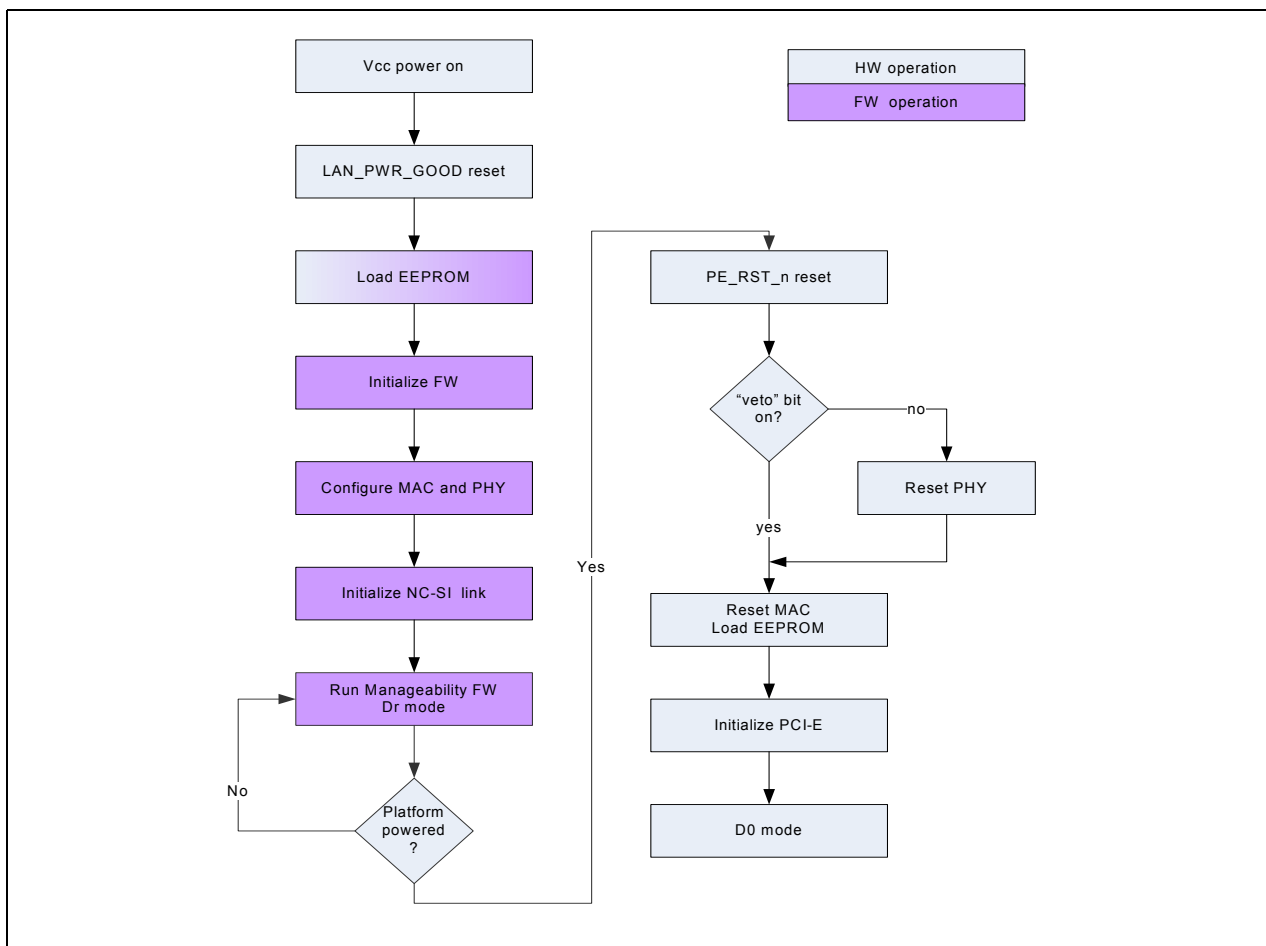 Vcc power on
LAN_PWR_GOOD reset
Load EEPROM
Initialize FW
Configure MAC and PHY
Initialize NC-SI link
Run Manageability FW
Dr mode
No
Platform
powered
?
Yes
HW operation
FW operation
PE_RST_n reset
“veto” bit
on?
no
Reset PHY
yes
Reset MAC
Load EEPROM
Initialize PCI-E
D0 mode